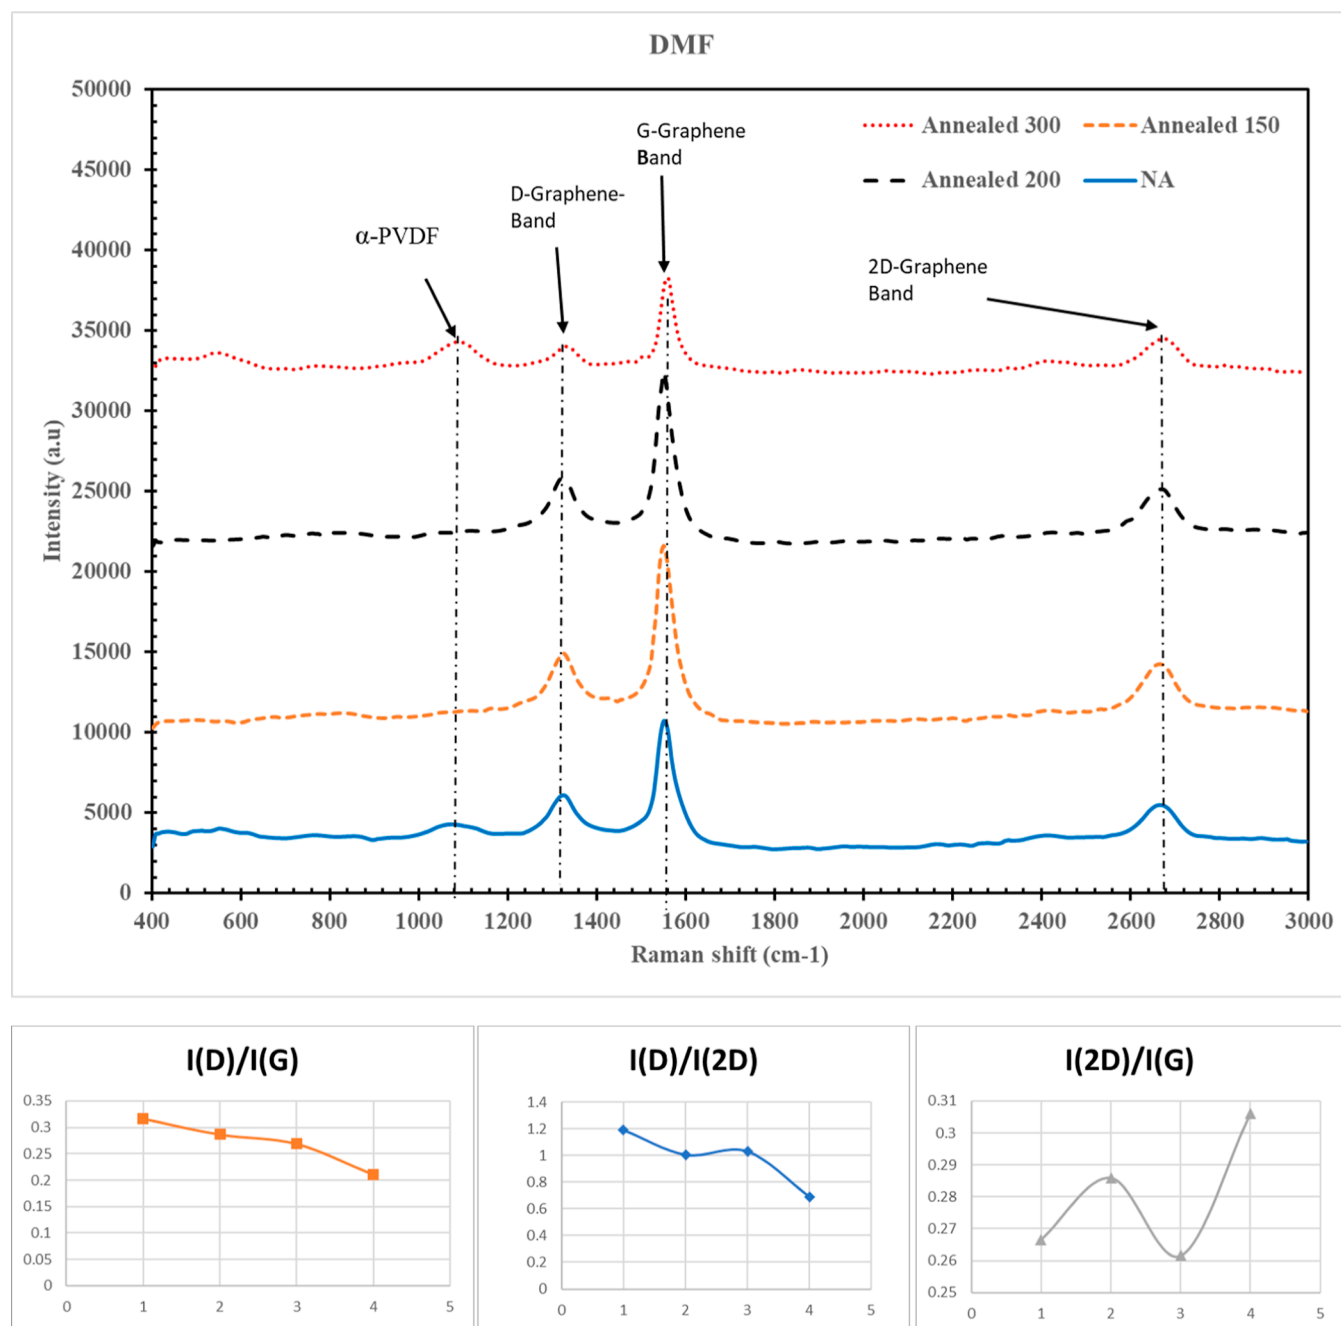 DMF
50000
45000
40000
35000
30000
25000
20000
15000
10000
5000
0
Intensity (a.u)
Annealed 300
Annealed 150
Annealed 200
NA
G-Graphene
Band
D-Graphene-
Band
α-PVDF
2D-Graphene
Band
400 600 800 1000 1200 1400 1600 1800 2000 2200 2400 2600 2800 3000
Raman shift (cm-1)
I(D)/I(G)
0.35
0.3
0.25
0.2
0.15
0.1
0.05
0
0 1 2 3 4 5
I(D)/I(2D)
1.4
1.2
1
0.8
0.6
0.4
0.2
0
0 1 2 3 4 5
I(2D)/I(G)
0.31
0.3
0.29
0.28
0.27
0.26
0.25
0 1 2 3 4 5